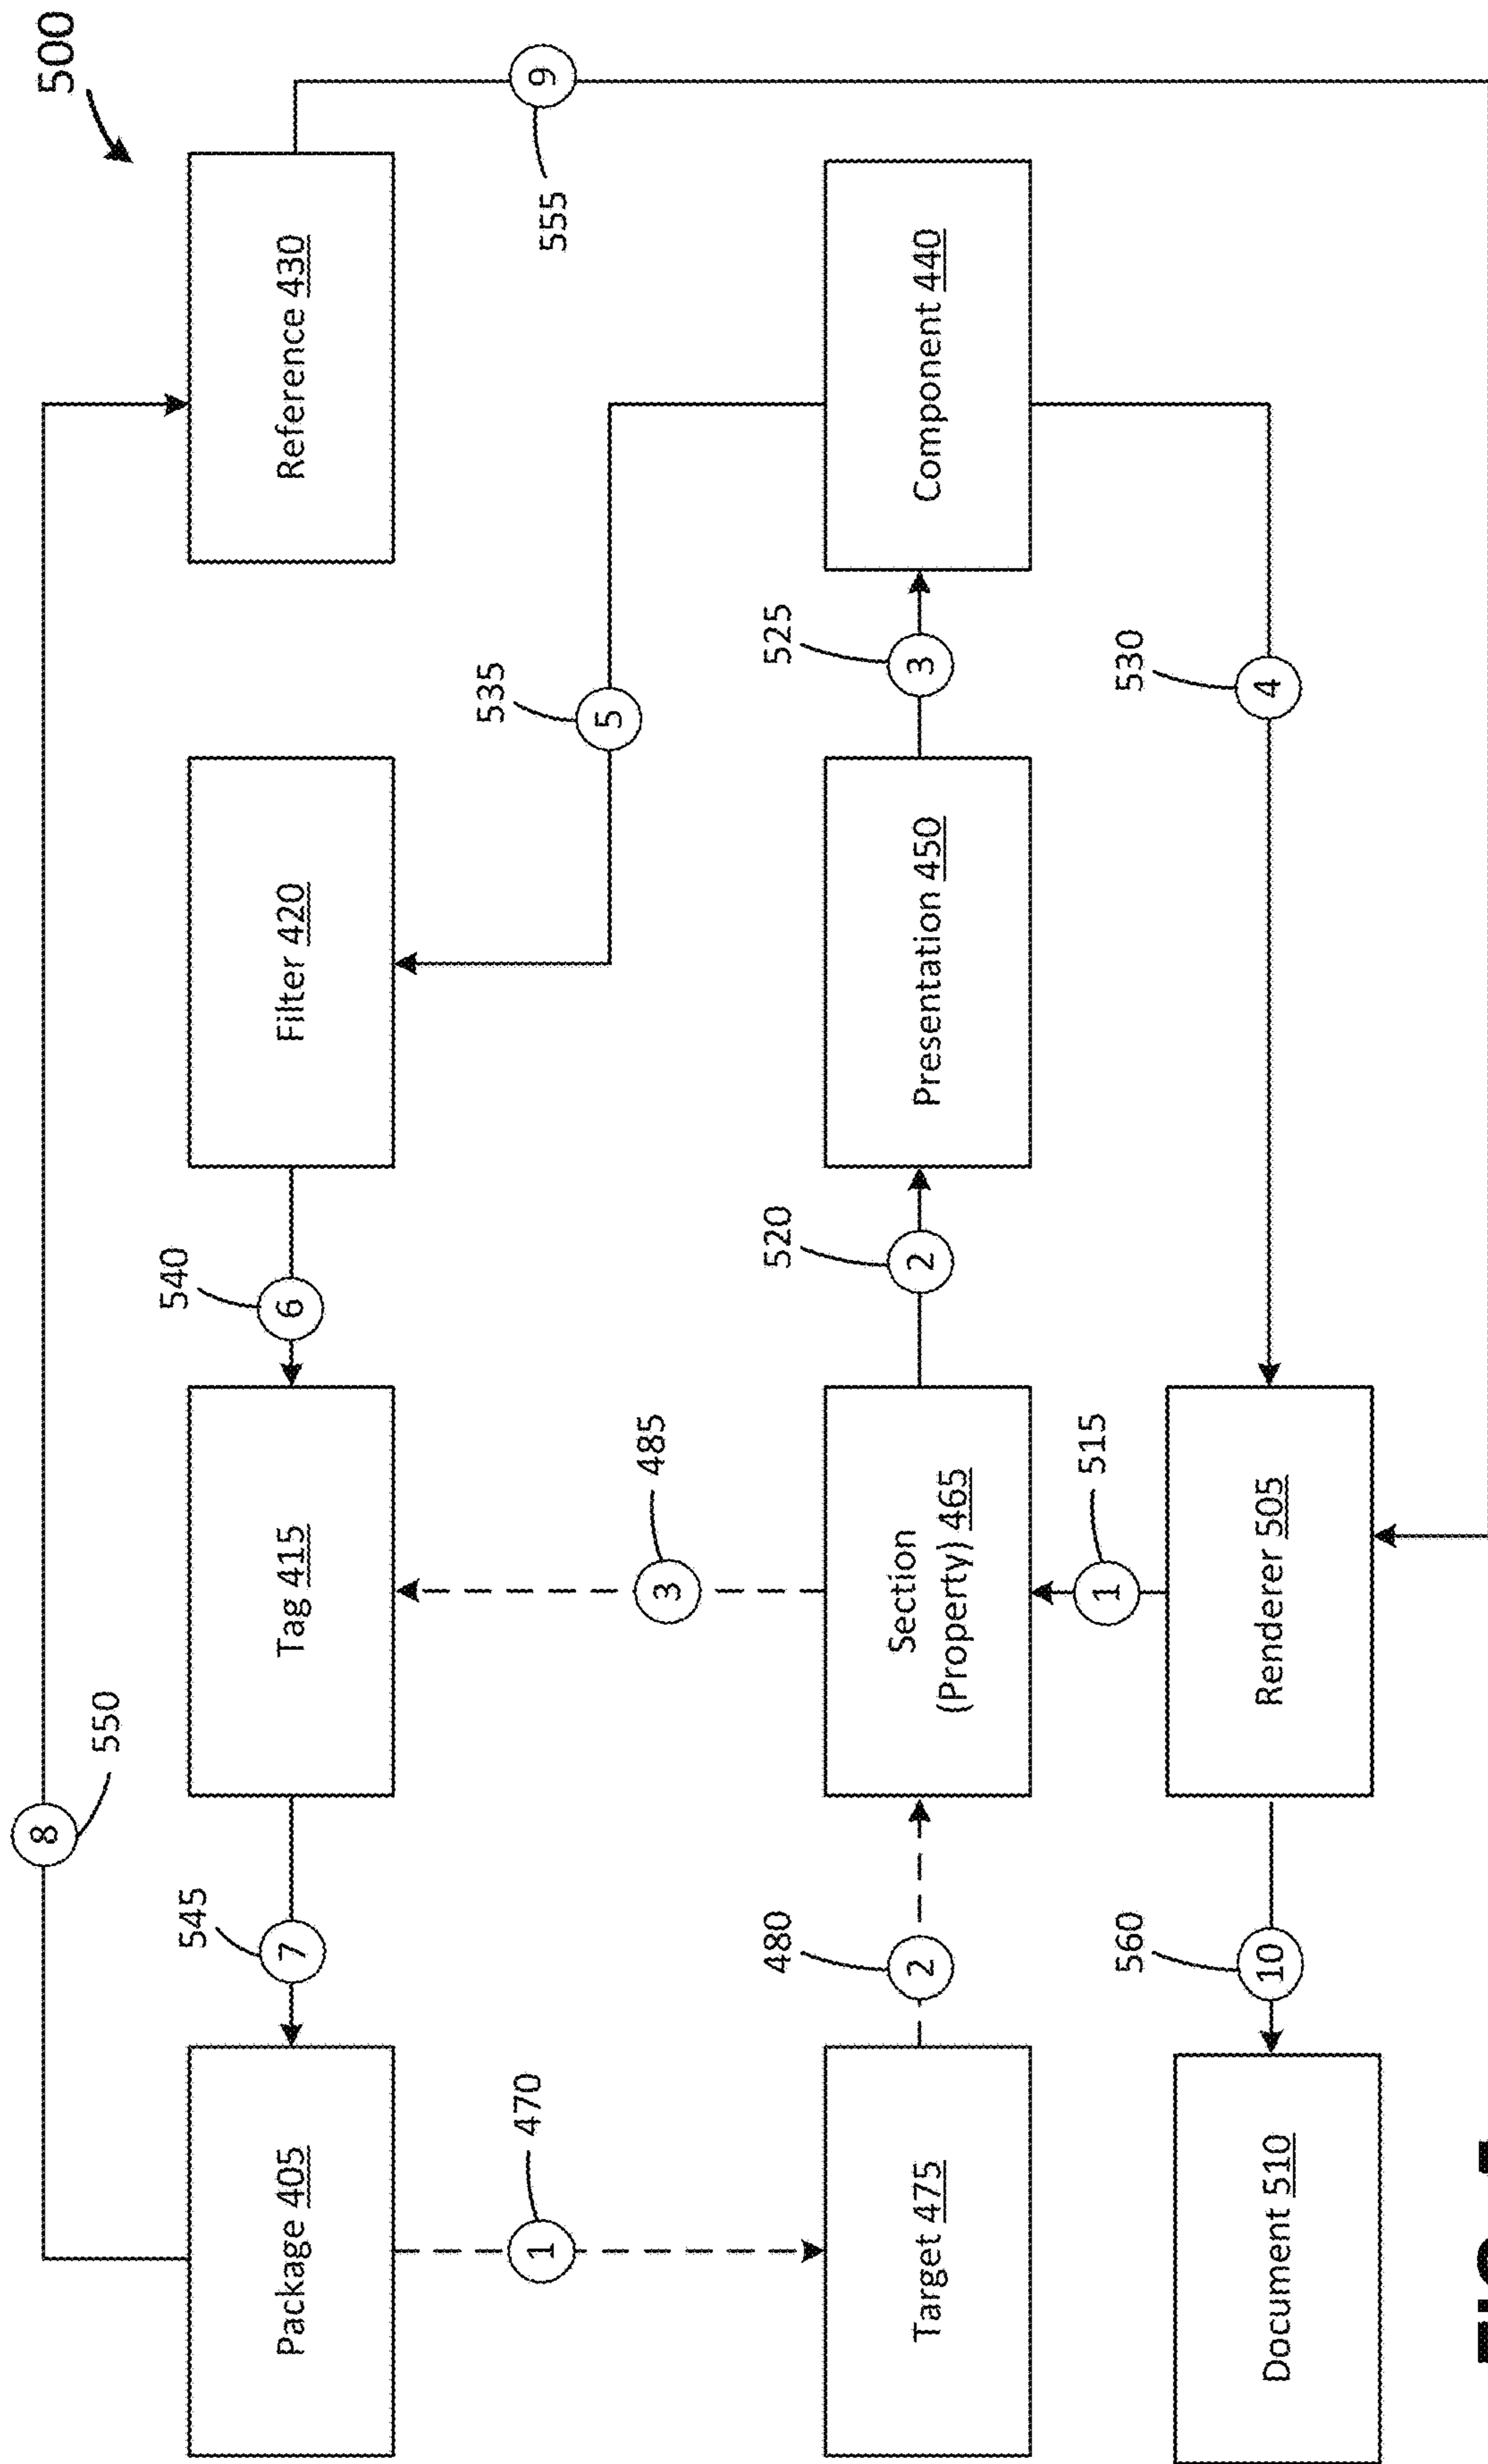 500
8
550
545
540
Package 405
7
Tag 415
6
Filter 420
Reference 430
535
470
1
9
555
5
485
3
480
520
525
Target 475
2
Section
(Property) 465
2
Presentation 450
3
Component 440
515
1
560
530
Document 510
10
Renderer 505
4